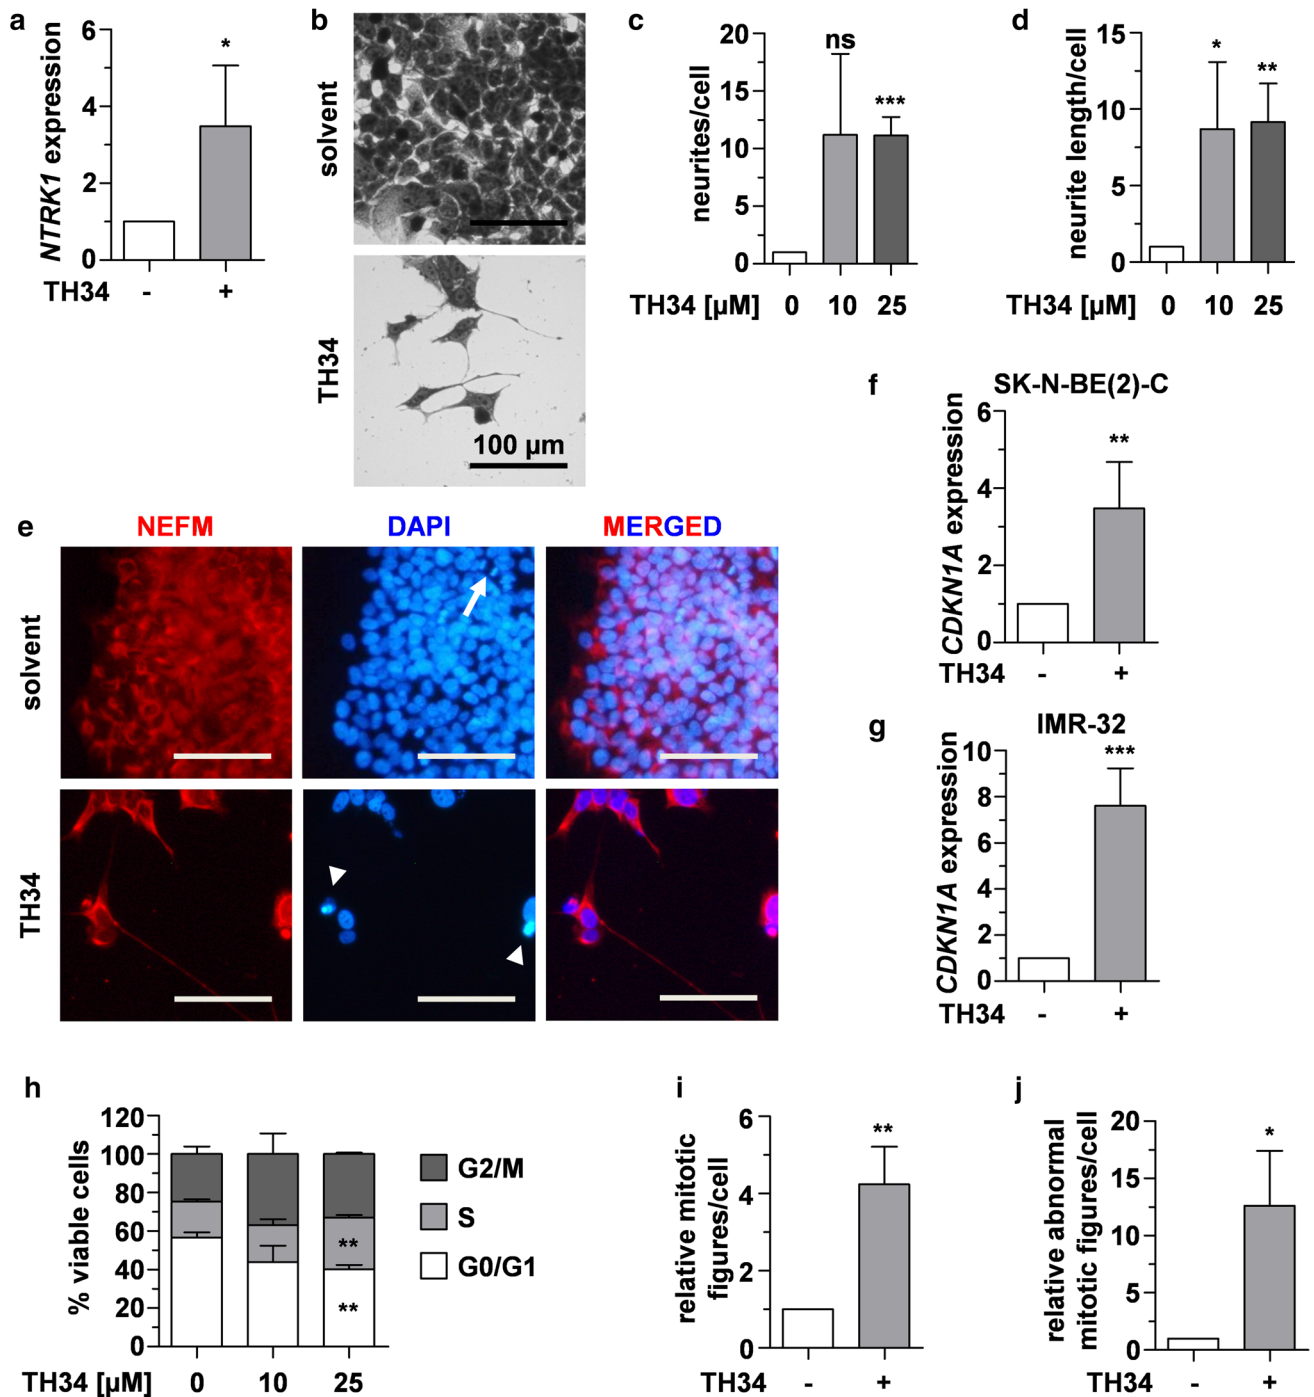 a
6
4
2
0
NTRK1 expression
*
TH34 - +
b
solvent
TH34
100 µm
c
20
15
10
5
0
neurites/cell
ns
***
TH34 [µM] 0 10 25
d
15
10
5
0
neurite length/cell
*
**
TH34 [µM] 0 10 25
e
NEFM DAPI MERGED
solvent
TH34
f
SK-N-BE(2)-C
6
4
2
0
CDKN1A expression
**
TH34 - +
g
IMR-32
10
8
6
4
2
0
CDKN1A expression
***
TH34 - +
h
120
100
80
60
40
20
0
% viable cells
**
**
G2/M
S
G0/G1
TH34 [µM] 0 10 25
i
6
4
2
0
relative mitotic
figures/cell
**
TH34 - +
j
20
15
10
5
0
relative abnormal
mitotic figures/cell
*
TH34 - +